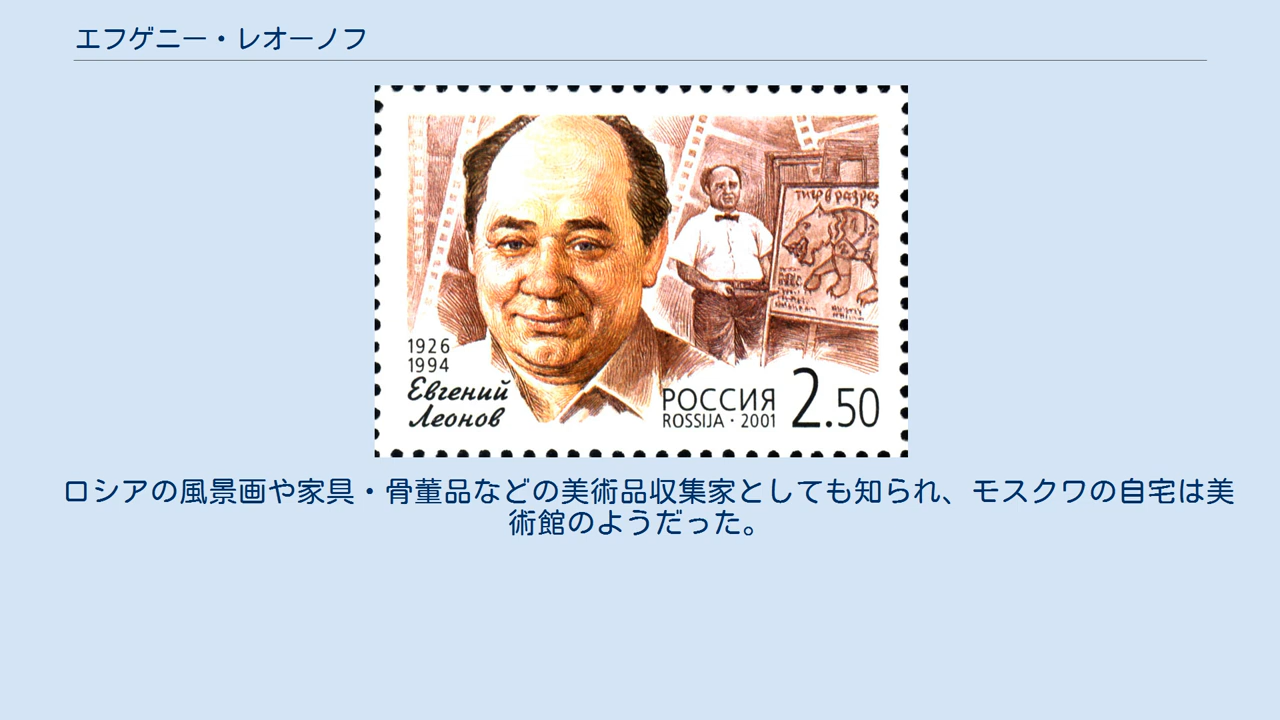 エフゲニー・レオーノフ
тигр в разрез
1926
1994
Евгений
Леонов
РОССИЯ
ROSSIJA · 2001
2.50
ロシアの風景画や家具・骨董品などの美術品収集家としても知られ、モスクワの自宅は美
術館のようだった。